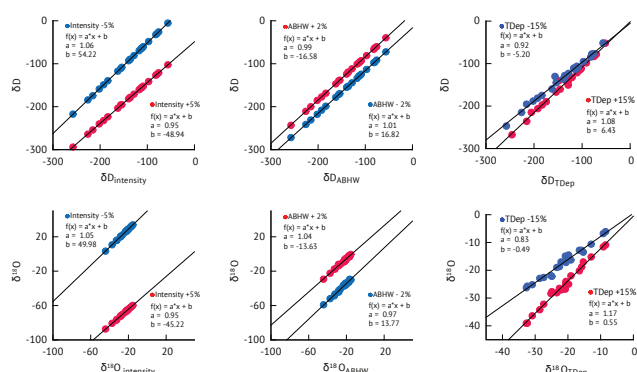 Intensity -5%
f(x) = a*x + b
a = 1.06
b = 54.22
Intensity +5%
f(x) = a*x + b
a = 0.95
b = -48.94
δD
0
-100
-200
-300
-300 -200 -100 0
δDintensity
ABHW + 2%
f(x) = a*x + b
a = 0.99
b = -16.58
ABHW - 2%
f(x) = a*x + b
a = 1.01
b = 16.82
δD
0
-100
-200
-300
-300 -200 -100 0
δDABHW
TDep -15%
f(x) = a*x + b
a = 0.92
b = -5.20
TDep +15%
f(x) = a*x + b
a = 1.08
b = 6.43
δD
0
-100
-200
-300
-300 -200 -100 0
δDTDep
Intensity -5%
f(x) = a*x + b
a = 1.05
b = 49.98
Intensity +5%
f(x) = a*x + b
a = 0.95
b = -45.22
δ18O
20
-20
-60
-100
-100 -60 -20 20
δ18Ointensity
ABHW + 2%
f(x) = a*x + b
a = 1.04
b = -13.63
ABHW - 2%
f(x) = a*x + b
a = 0.97
b = 13.77
δ18O
20
-20
-60
-100
-100 -60 -20 20
δ18OABHW
TDep -15%
f(x) = a*x + b
a = 0.83
b = -0.49
TDep +15%
f(x) = a*x + b
a = 1.17
b = 0.55
δ18O
0
-10
-20
-30
-40
-40 -30 -20 -10 0
δ18OTDep